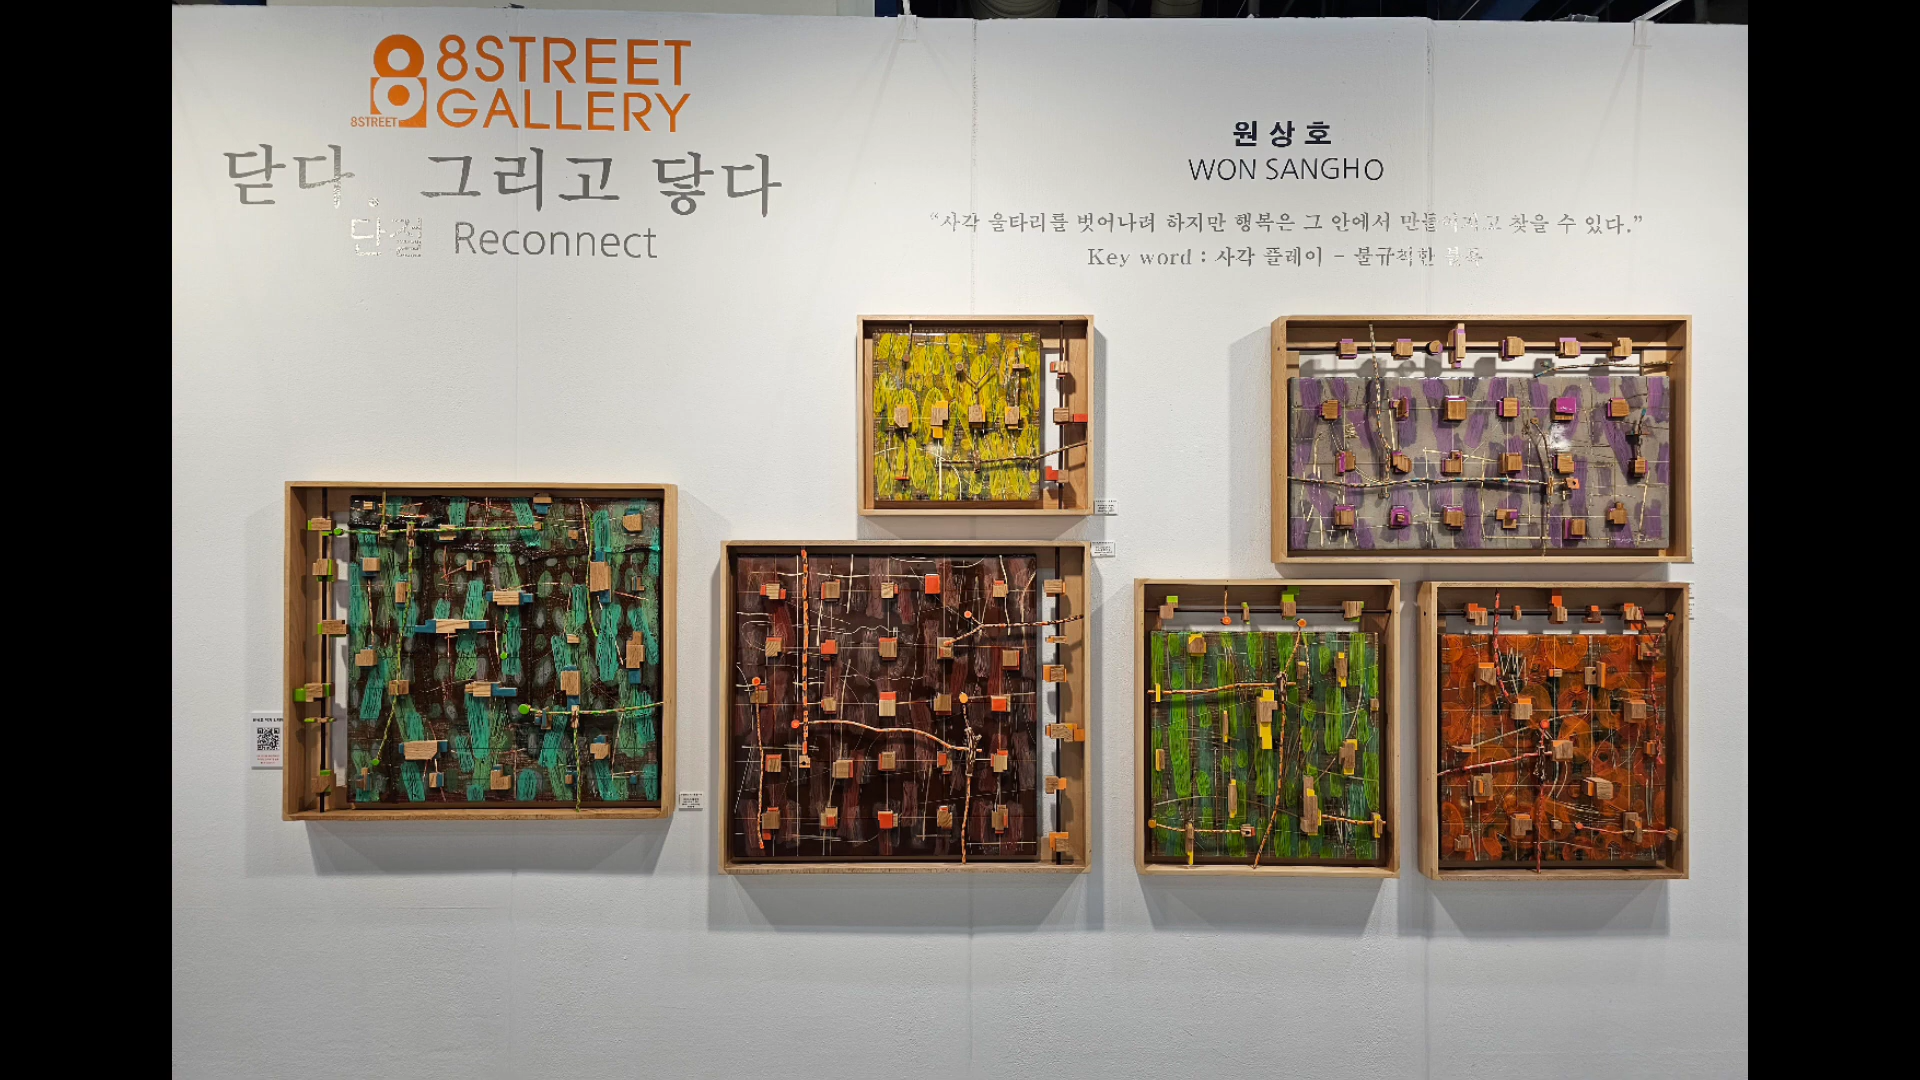 8STREET
GALLERY
8STREET
닫다, 그리고 닿다
단절 Reconnect
원상호
WON SANGHO
“사각 울타리를 벗어나려 하지만 행복은 그 안에서 찾을 수 있다.”
Key word : 사각 플레이 - 불규칙한